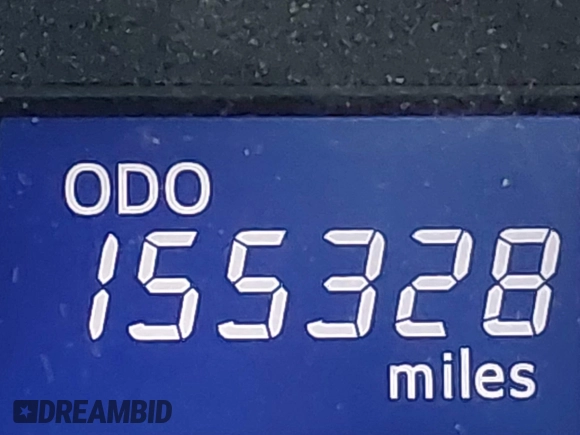 ODO
155328
miles
DREAMBID